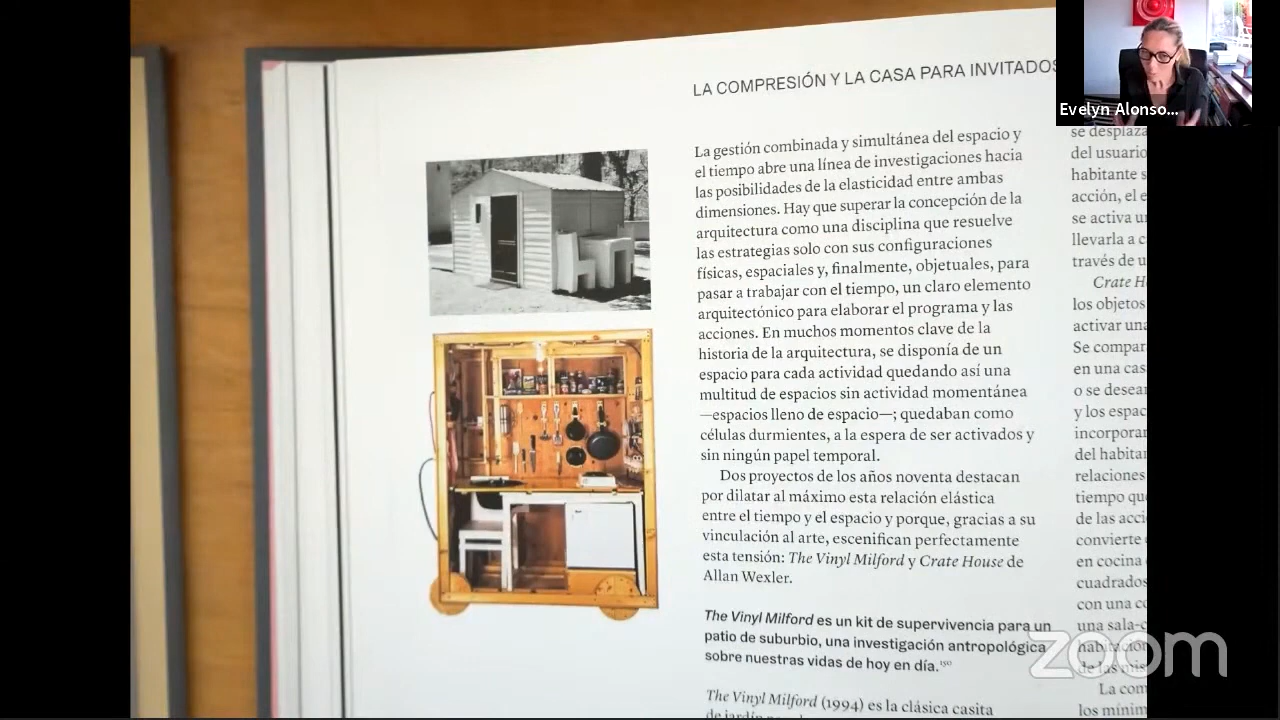 LA COMPRESIÓN Y LA CASA PARA INVITADOS
La gestión combinada y simultánea del espacio y
el tiempo abre una línea de investigaciones hacia
las posibilidades de la elasticidad entre ambas
dimensiones. Hay que superar la concepción de la
arquitectura como una disciplina que resuelve
las estrategias solo con sus configuraciones
físicas, espaciales y, finalmente, objetuales, para
pasar a trabajar con el tiempo, un claro elemento
arquitectónico para elaborar el programa y las
acciones. En muchos momentos clave de la
historia de la arquitectura, se disponía de un
espacio para cada actividad quedando así una
multitud de espacios sin actividad momentánea
—espacios lleno de espacio—; quedaban como
células durmientes, a la espera de ser activados y
sin ningún papel temporal.
Dos proyectos de los años noventa destacan
por dilatar al máximo esta relación elástica
entre el tiempo y el espacio y porque, gracias a su
vinculación al arte, escenifican perfectamente
esta tensión: The Vinyl Milford y Crate House de
Allan Wexler.
The Vinyl Milford es un kit de supervivencia para un
patio de suburbio, una investigación antropológica
sobre nuestras vidas de hoy en día.¹⁵⁰
The Vinyl Milford (1994) es la clásica casita
de jardín
se desplaza
del usuario
habitante s
acción, el e
se activa u
llevarla a c
través de u
Crate H
los objetos
activar una
Se compar
en una cas
o se desea
y los espac
incorporar
del habitar
relaciones
tiempo que
de las acci
convierte
en cocina
cuadrados
con una co
una sala-c
habitación
de las mis
La com
los mínim
Evelyn Alonso...
zoom